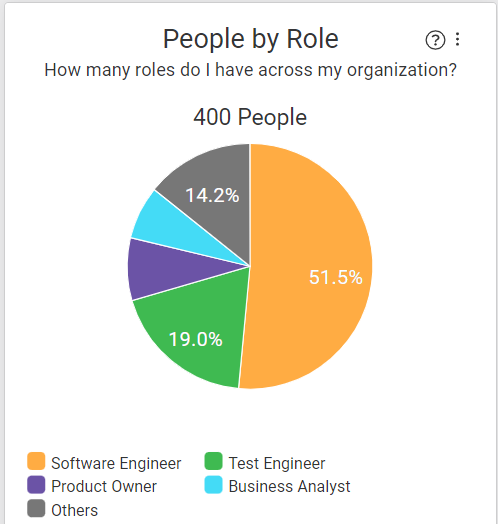 People by Role
?
How many roles do I have across my organization?
400 People
14.2%
51.5%
19.0%
Software Engineer
Test Engineer
Product Owner
Business Analyst
Others